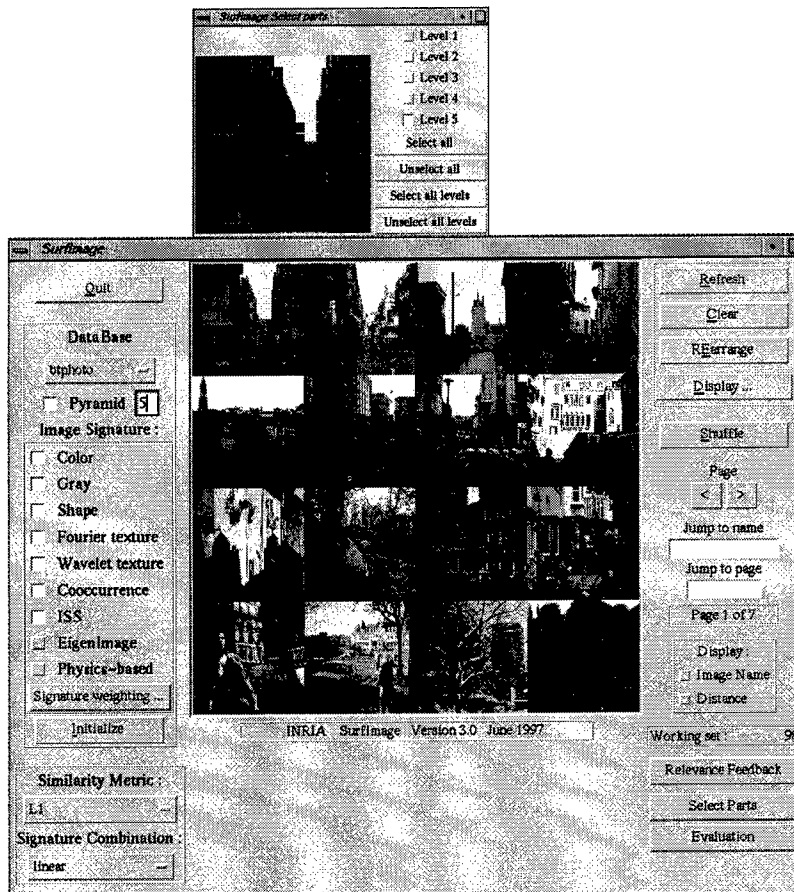 Surfimage Select parts
Level 1
Level 2
Level 3
Level 4
Level 5
Select all
Unselect all
Select all levels
Unselect all levels
Surfimage
Quit
DataBase
btphoto
Pyramid 5
Image Signature :
Color
Gray
Shape
Fourier texture
Wavelet texture
Cooccurrence
ISS
EigenImage
Physics-based
Signature weighting ...
Initialize
Similarity Metric :
L1
Signature Combination :
linear
INRIA SurfImage Version 3.0 June 1997
Refresh
Clear
REarrange
Display ...
Shuffle
Page
< >
Jump to name
Jump to page
Page 1 of 7
Display :
Image Name
Distance
Working set :
Relevance Feedback
Select Parts
Evaluation